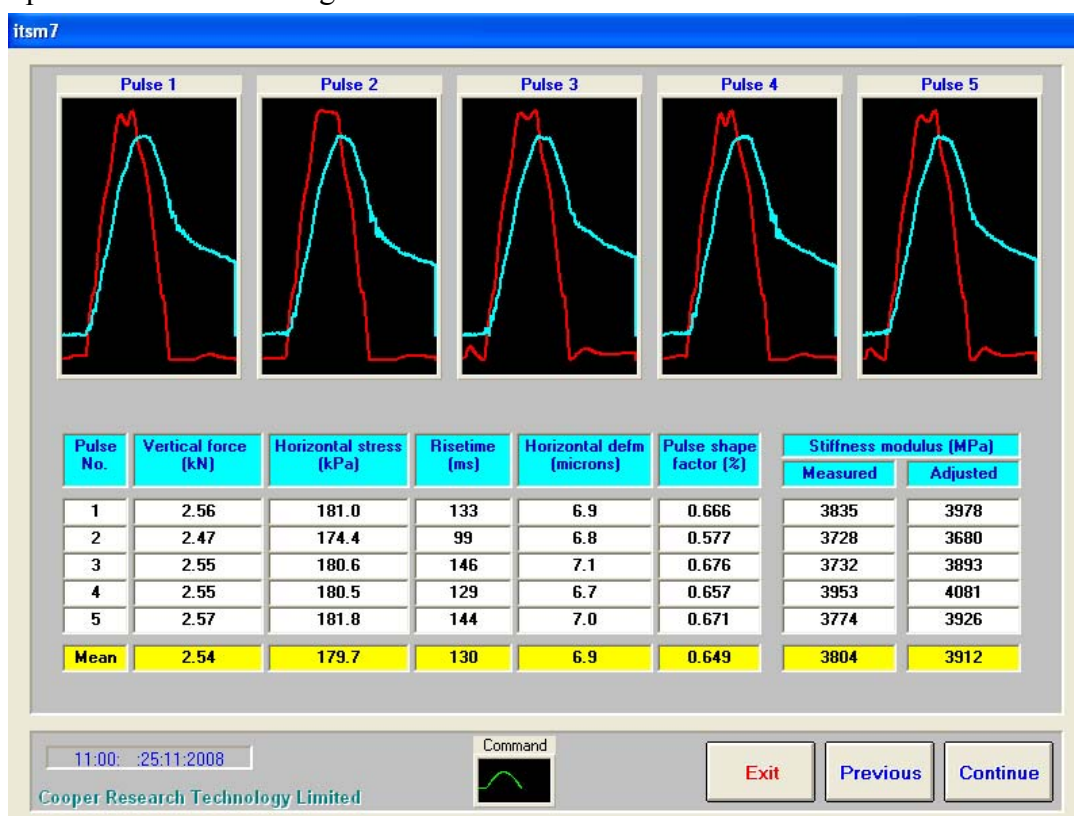 itsm7
Pulse 1 Pulse 2 Pulse 3 Pulse 4 Pulse 5
Pulse No. Vertical force (kN) Horizontal stress (kPa) Risetime (ms) Horizontal defm (microns) Pulse shape factor (%) Stiffness modulus (MPa)
Measured Adjusted
1 2.56 181.0 133 6.9 0.666 3835 3978
2 2.47 174.4 99 6.8 0.577 3728 3680
3 2.55 180.6 146 7.1 0.676 3732 3893
4 2.55 180.5 129 6.7 0.657 3953 4081
5 2.57 181.8 144 7.0 0.671 3774 3926
Mean 2.54 179.7 130 6.9 0.649 3804 3912
11:00: :25:11:2008
Command
Exit Previous Continue
Cooper Research Technology Limited